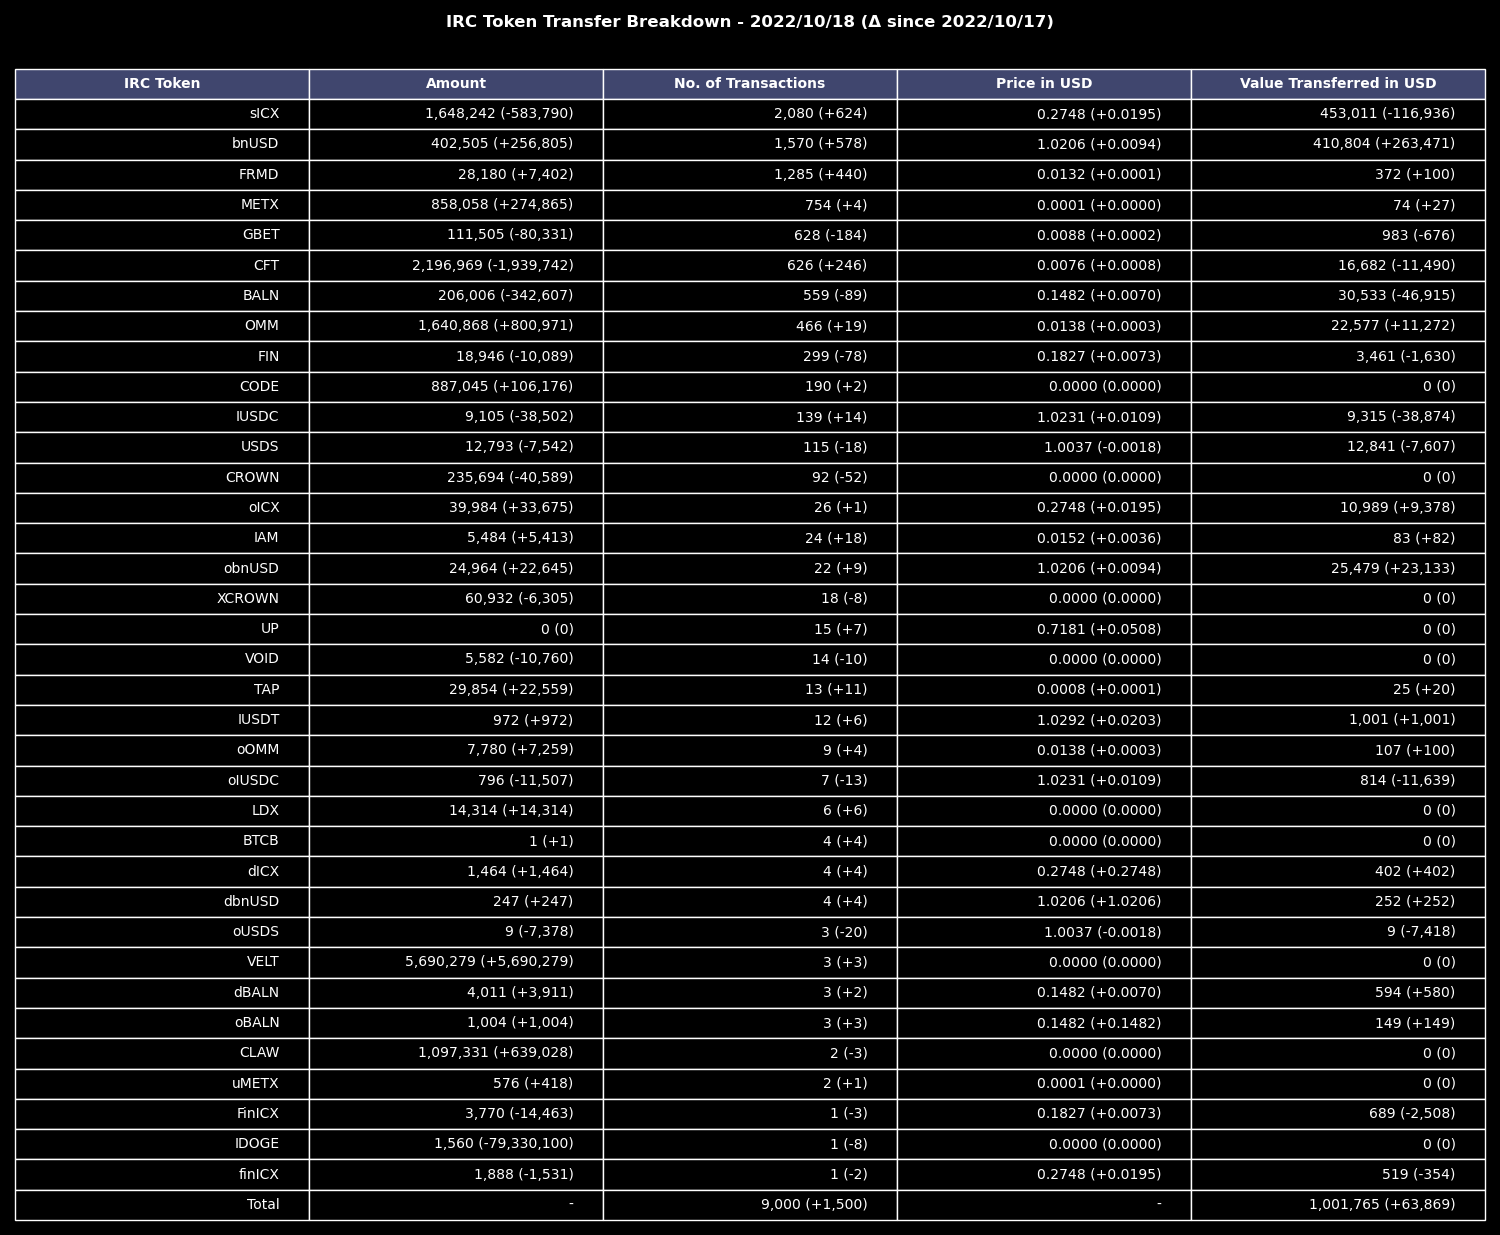 IRC Token Transfer Breakdown - 2022/10/18 (Δ since 2022/10/17)
IRC Token Amount No. of Transactions Price in USD Value Transferred in USD
sICX 1,648,242 (-583,790) 2,080 (+624) 0.2748 (+0.0195) 453,011 (-116,936)
bnUSD 402,505 (+256,805) 1,570 (+578) 1.0206 (+0.0094) 410,804 (+263,471)
FRMD 28,180 (+7,402) 1,285 (+440) 0.0132 (+0.0001) 372 (+100)
METX 858,058 (+274,865) 754 (+4) 0.0001 (+0.0000) 74 (+27)
GBET 111,505 (-80,331) 628 (-184) 0.0088 (+0.0002) 983 (-676)
CFT 2,196,969 (-1,939,742) 626 (+246) 0.0076 (+0.0008) 16,682 (-11,490)
BALN 206,006 (-342,607) 559 (-89) 0.1482 (+0.0070) 30,533 (-46,915)
OMM 1,640,868 (+800,971) 466 (+19) 0.0138 (+0.0003) 22,577 (+11,272)
FIN 18,946 (-10,089) 299 (-78) 0.1827 (+0.0073) 3,461 (-1,630)
CODE 887,045 (+106,176) 190 (+2) 0.0000 (0.0000) 0 (0)
IUSDC 9,105 (-38,502) 139 (+14) 1.0231 (+0.0109) 9,315 (-38,874)
USDS 12,793 (-7,542) 115 (-18) 1.0037 (-0.0018) 12,841 (-7,607)
CROWN 235,694 (-40,589) 92 (-52) 0.0000 (0.0000) 0 (0)
oICX 39,984 (+33,675) 26 (+1) 0.2748 (+0.0195) 10,989 (+9,378)
IAM 5,484 (+5,413) 24 (+18) 0.0152 (+0.0036) 83 (+82)
obnUSD 24,964 (+22,645) 22 (+9) 1.0206 (+0.0094) 25,479 (+23,133)
XCROWN 60,932 (-6,305) 18 (-8) 0.0000 (0.0000) 0 (0)
UP 0 (0) 15 (+7) 0.7181 (+0.0508) 0 (0)
VOID 5,582 (-10,760) 14 (-10) 0.0000 (0.0000) 0 (0)
TAP 29,854 (+22,559) 13 (+11) 0.0008 (+0.0001) 25 (+20)
IUSDT 972 (+972) 12 (+6) 1.0292 (+0.0203) 1,001 (+1,001)
oOMM 7,780 (+7,259) 9 (+4) 0.0138 (+0.0003) 107 (+100)
oIUSDC 796 (-11,507) 7 (-13) 1.0231 (+0.0109) 814 (-11,639)
LDX 14,314 (+14,314) 6 (+6) 0.0000 (0.0000) 0 (0)
BTCB 1 (+1) 4 (+4) 0.0000 (0.0000) 0 (0)
dICX 1,464 (+1,464) 4 (+4) 0.2748 (+0.2748) 402 (+402)
dbnUSD 247 (+247) 4 (+4) 1.0206 (+1.0206) 252 (+252)
oUSDS 9 (-7,378) 3 (-20) 1.0037 (-0.0018) 9 (-7,418)
VELT 5,690,279 (+5,690,279) 3 (+3) 0.0000 (0.0000) 0 (0)
dBALN 4,011 (+3,911) 3 (+2) 0.1482 (+0.0070) 594 (+580)
oBALN 1,004 (+1,004) 3 (+3) 0.1482 (+0.1482) 149 (+149)
CLAW 1,097,331 (+639,028) 2 (-3) 0.0000 (0.0000) 0 (0)
uMETX 576 (+418) 2 (+1) 0.0001 (+0.0000) 0 (0)
FinICX 3,770 (-14,463) 1 (-3) 0.1827 (+0.0073) 689 (-2,508)
IDOGE 1,560 (-79,330,100) 1 (-8) 0.0000 (0.0000) 0 (0)
finICX 1,888 (-1,531) 1 (-2) 0.2748 (+0.0195) 519 (-354)
Total - 9,000 (+1,500) - 1,001,765 (+63,869)